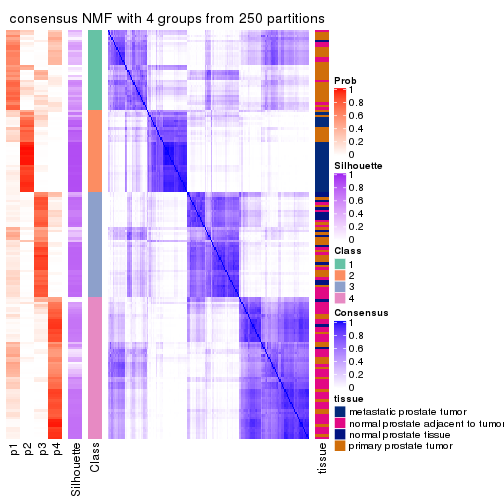 consensus NMF with 4 groups from 250 partitions
Prob
1
0.8
0.6
0.4
0.2
0
Silhouette
1
0.8
0.6
0.4
0.2
0
Class
1
2
3
4
Consensus
1
0.8
0.6
0.4
0.2
0
tissue
metastatic prostate tumor
normal prostate adjacent to tumor
normal prostate tissue
primary prostate tumor
p1
p2
p3
p4
Silhouette
Class
tissue